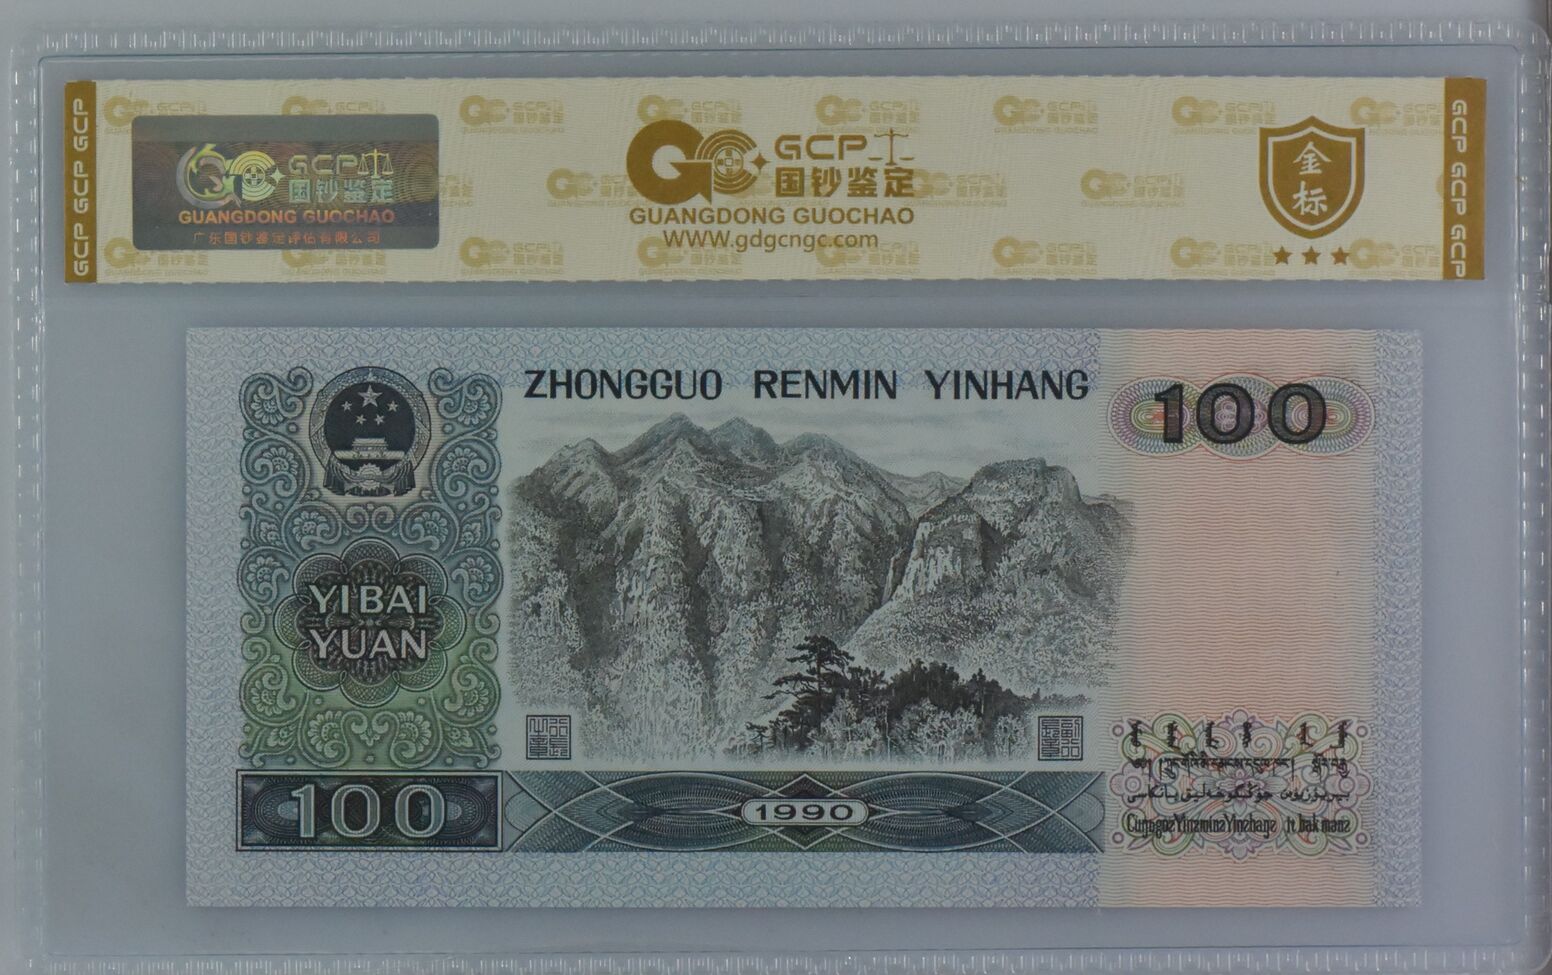 GCP GCP GCP
GCP 国钞鉴定
GUANGDONG GUOCHAO
广东国钞鉴定评估有限公司
GCP
国钞鉴定
GUANGDONG GUOCHAO
WWW.gdgcngc.com
金标
GCP GCP GCP
ZHONGGUO RENMIN YINHANG
100
YIBAI
YUAN
100
1990